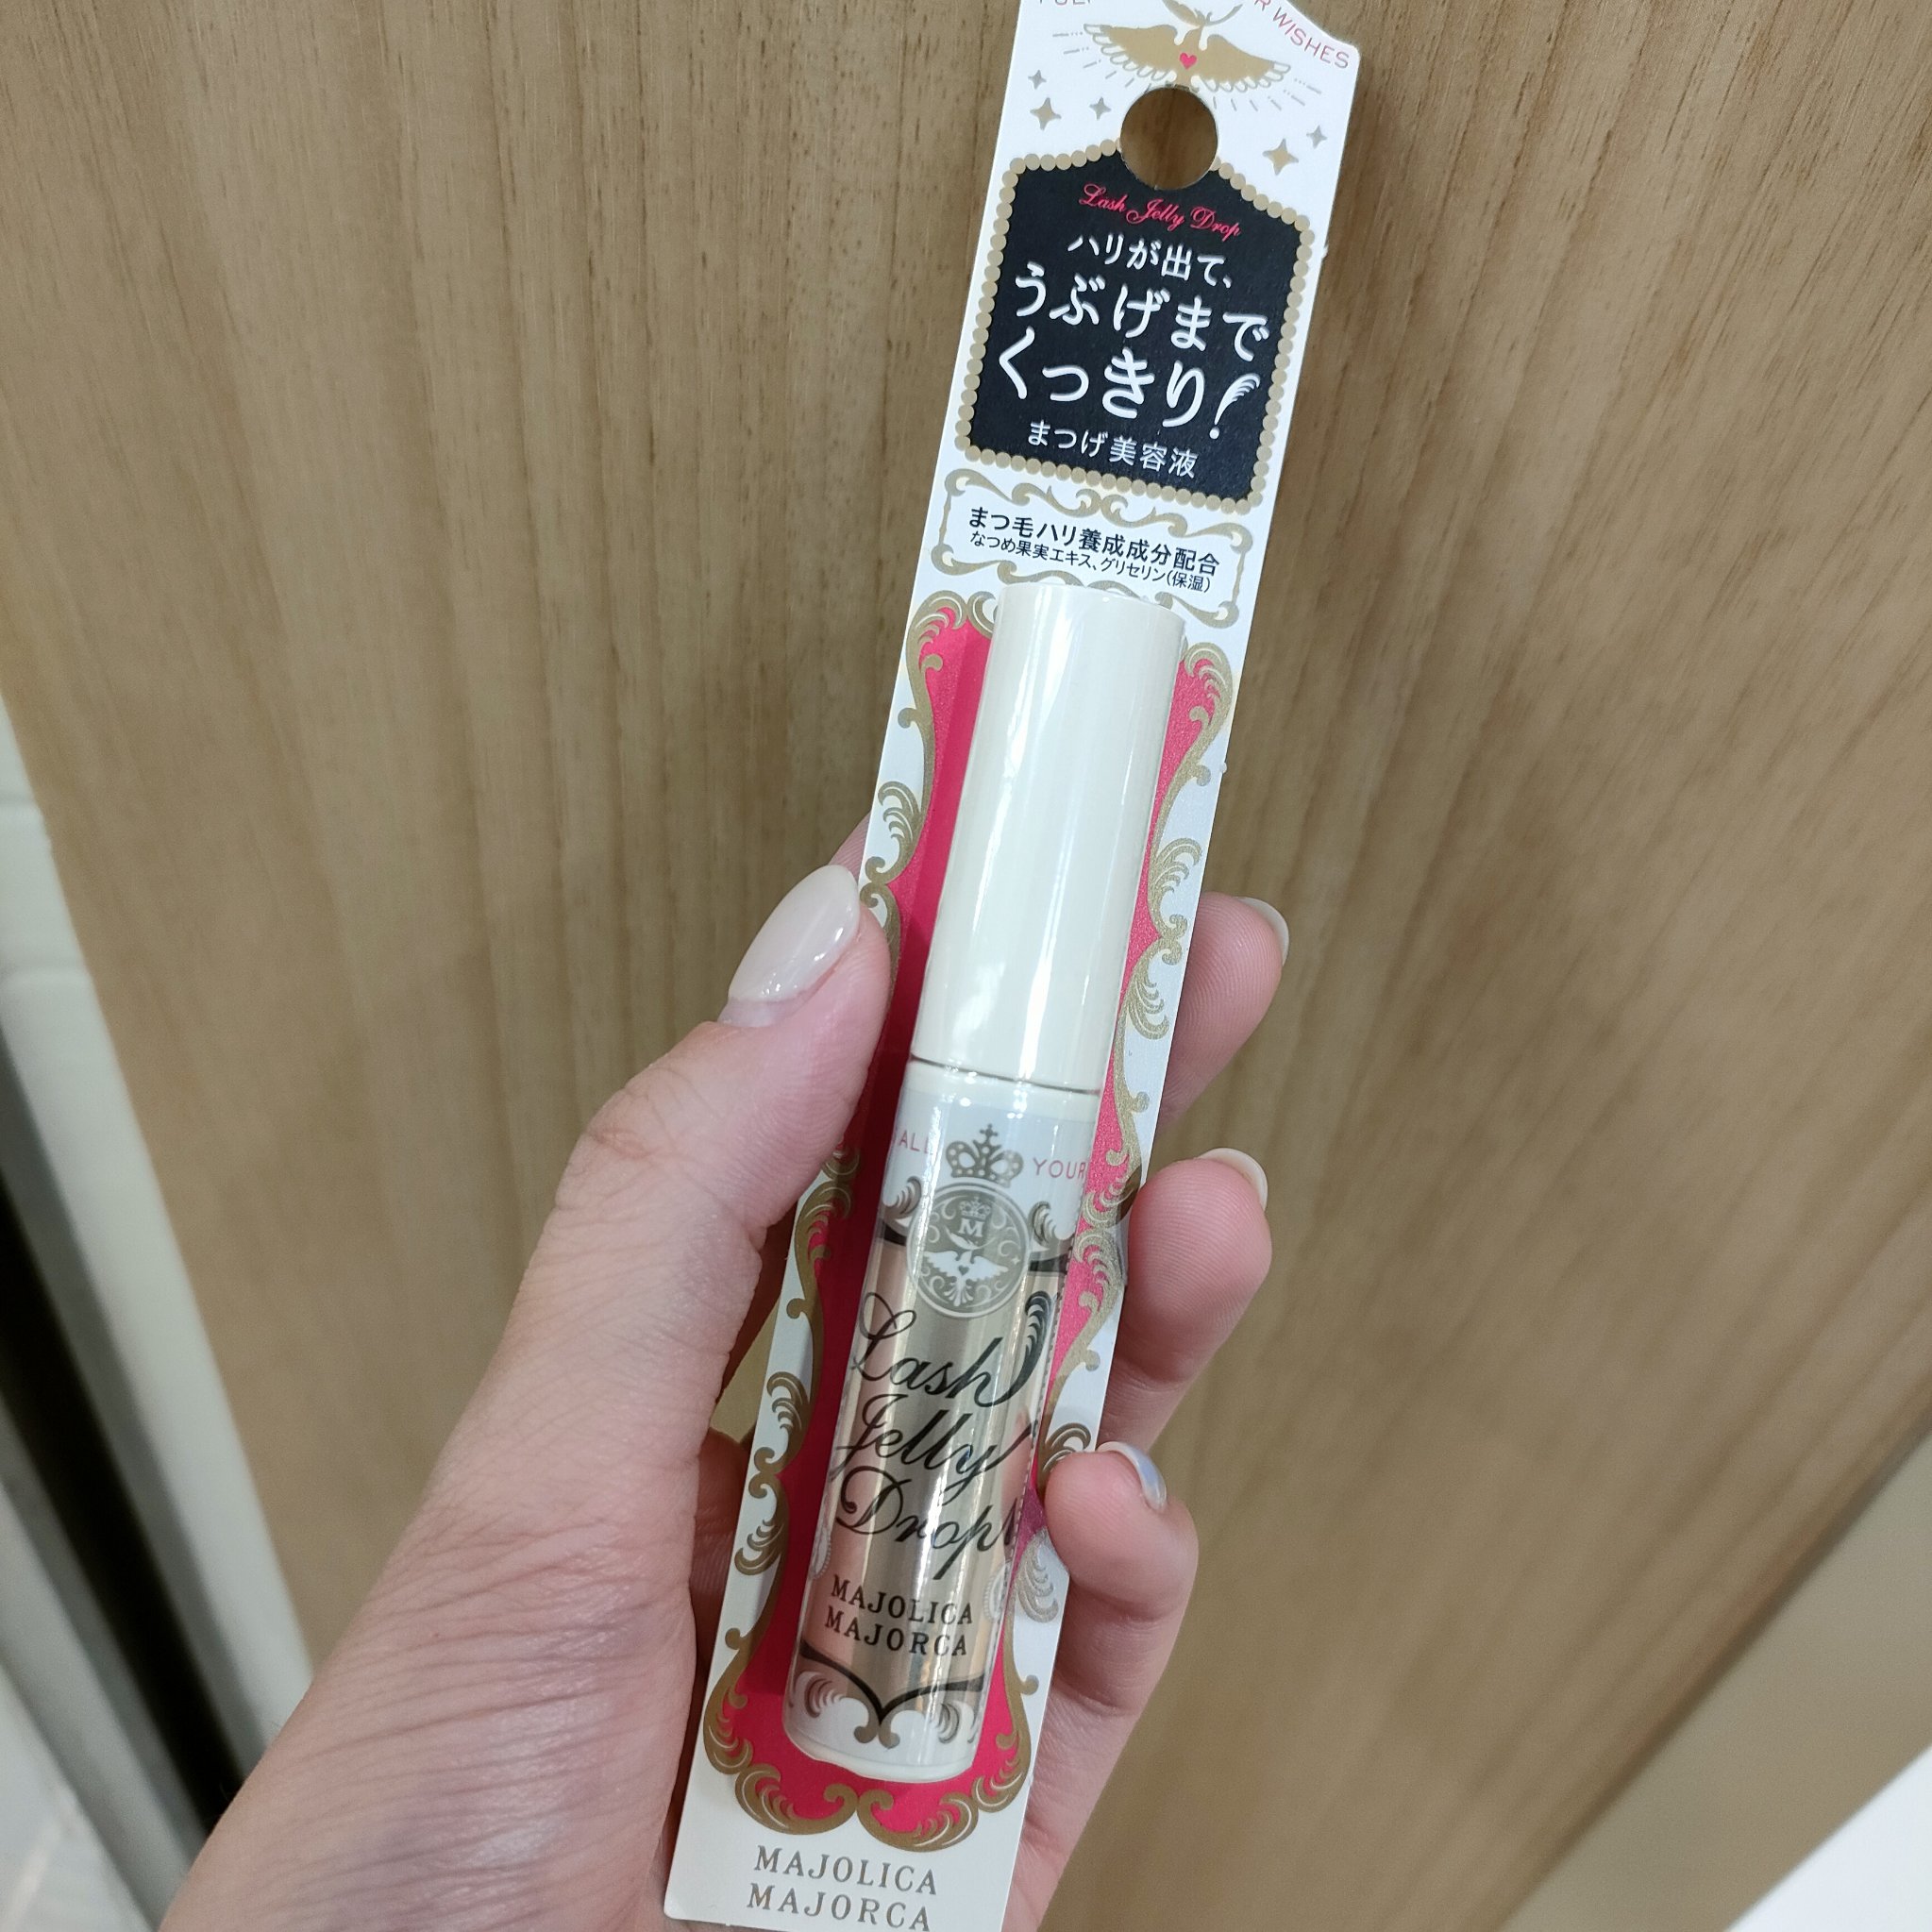 R WISHES
Lash Jelly Drop
ハリが出て、
うぶげまで
くっきり!
まつげ美容液
まつ毛ハリ養成成分配合
なつめ果実エキス、グリセリン(保湿)
ALL YOUR
M
Lash
Jelly
Drop
MAJOLICA
MAJORCA
MAJOLICA
MAJORCA